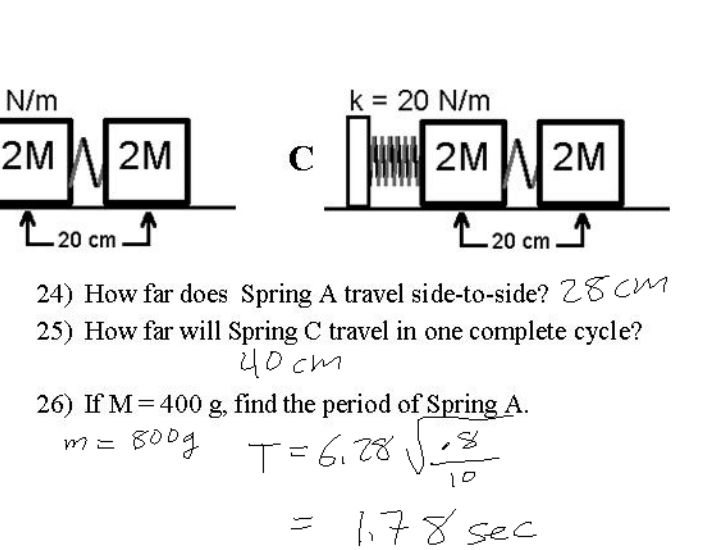 N/m
k = 20 N/m
2M 2M
C
2M 2M
20 cm
20 cm
24) How far does Spring A travel side-to-side? 28 cm
25) How far will Spring C travel in one complete cycle?
40 cm
26) If M = 400 g, find the period of Spring A.
m = 800g T = 6.28 √ .8
10
= 1.78 sec